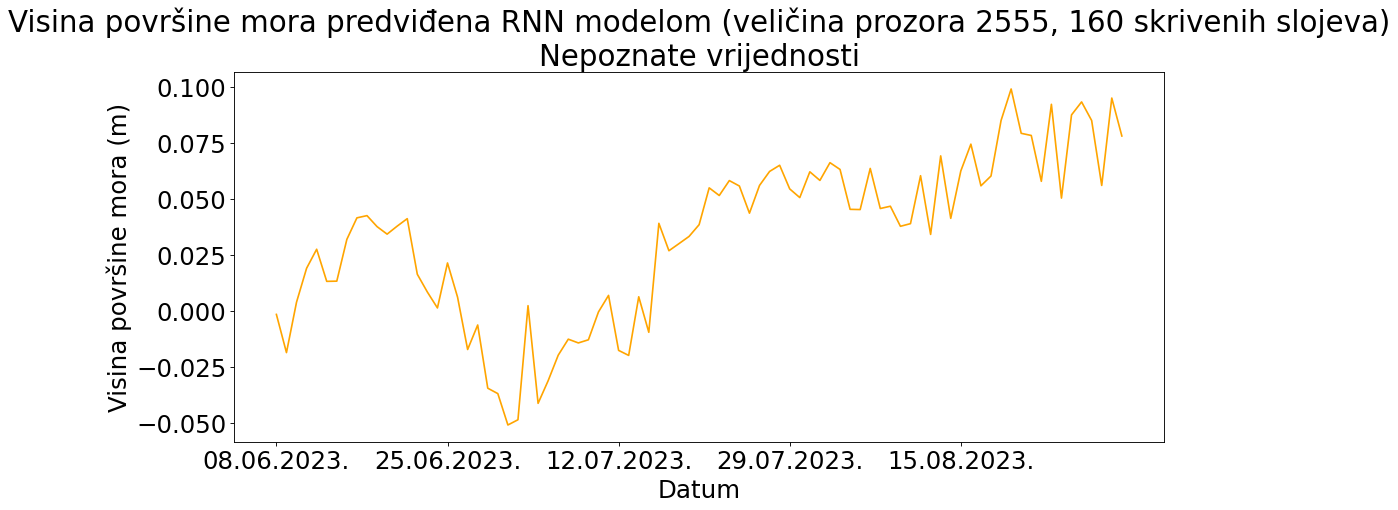 Visina površine mora predviđena RNN modelom (veličina prozora 2555, 160 skrivenih slojeva)
Nepoznate vrijednosti
Visina površine mora (m)
0.100
0.075
0.050
0.025
0.000
−0.025
−0.050
08.06.2023. 25.06.2023. 12.07.2023. 29.07.2023. 15.08.2023.
Datum